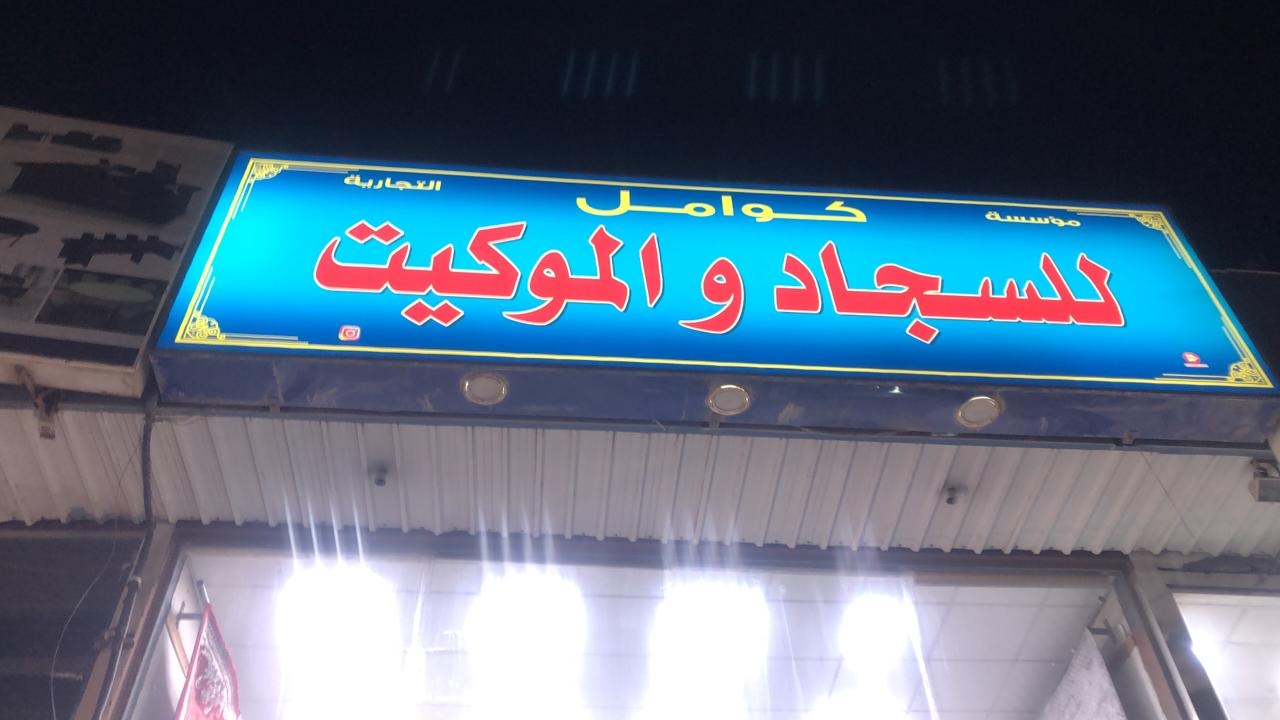 مؤسسة كوامل التجارية
للسجاد و الموكيت